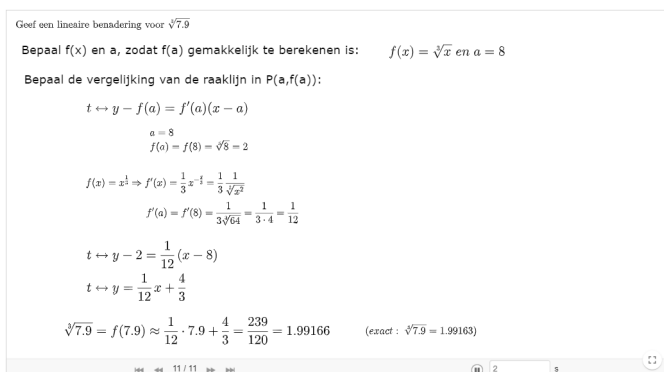 Geef een lineaire benadering voor ∛7.9
Bepaal f(x) en a, zodat f(a) gemakkelijk te berekenen is: f(x) = ∛x en a = 8
Bepaal de vergelijking van de raaklijn in P(a,f(a)):
t ↔ y − f(a) = f′(a)(x − a)
a = 8
f(a) = f(8) = ∛8 = 2
f(x) = x^(1/3) ⇒ f′(x) = 1/3 x^(−2/3) = 1/3 1/∛x²
f′(a) = f′(8) = 1/(3∛64) = 1/(3·4) = 1/12
t ↔ y − 2 = 1/12 (x − 8)
t ↔ y = 1/12 x + 4/3
∛7.9 = f(7.9) ≈ 1/12 · 7.9 + 4/3 = 239/120 = 1.99166 (exact : ∛7.9 = 1.99163)
11 / 11 2 s